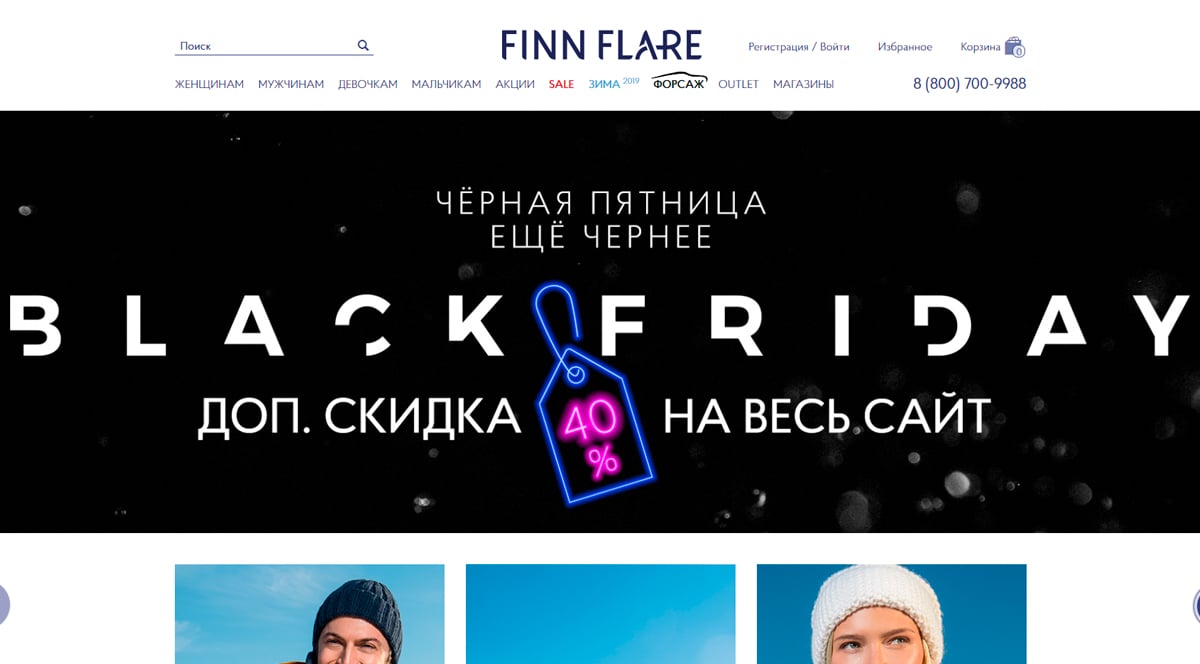 Поиск
FINN FLARE
Регистрация / Войти
Избранное
Корзина 0
ЖЕНЩИНАМ МУЖЧИНАМ ДЕВОЧКАМ МАЛЬЧИКАМ АКЦИИ SALE ЗИМА 2019 ФОРСАЖ OUTLET МАГАЗИНЫ
8 (800) 700-9988
ЧЁРНАЯ ПЯТНИЦА
ЕЩЁ ЧЕРНЕЕ
BLACK FRIDAY
ДОП. СКИДКА 40 % НА ВЕСЬ САЙТ